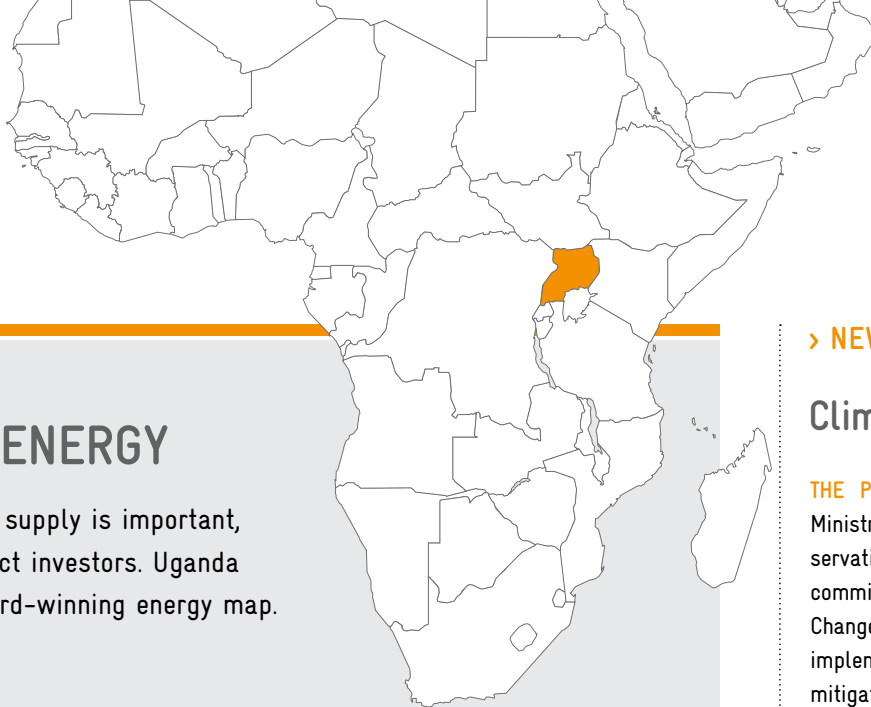 ENERGY
supply is important,
ct investors. Uganda
rd-winning energy map.
› NEW
Clim
THE P
Ministr
servati
commi
Change
implem
mitigat